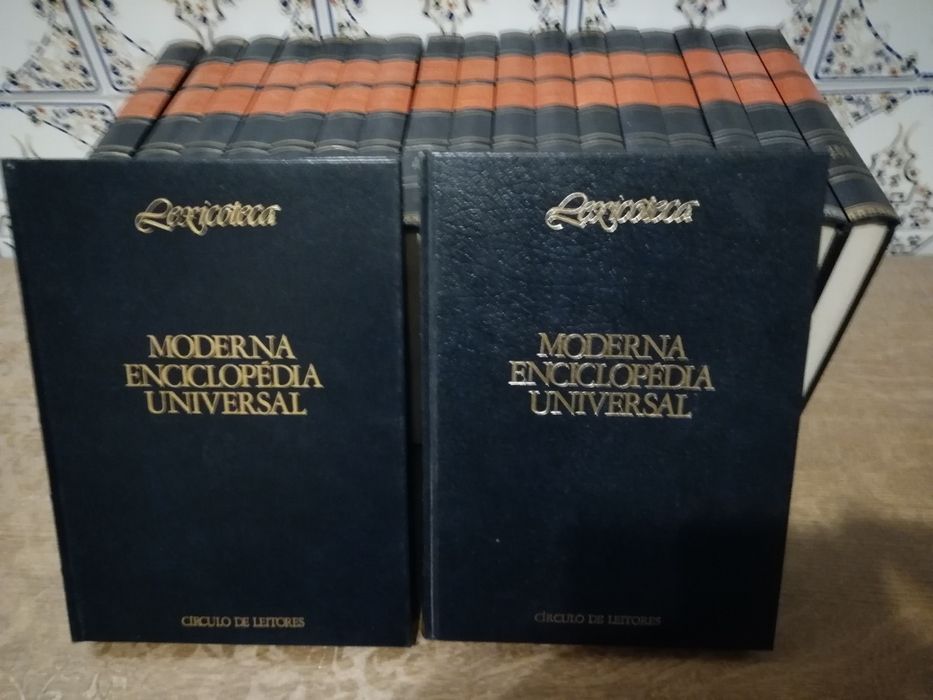 Lexicoteca
MODERNA
ENCICLOPÉDIA
UNIVERSAL
CÍRCULO DE LEITORES
Lexicoteca
MODERNA
ENCICLOPÉDIA
UNIVERSAL
CÍRCULO DE LEITORES